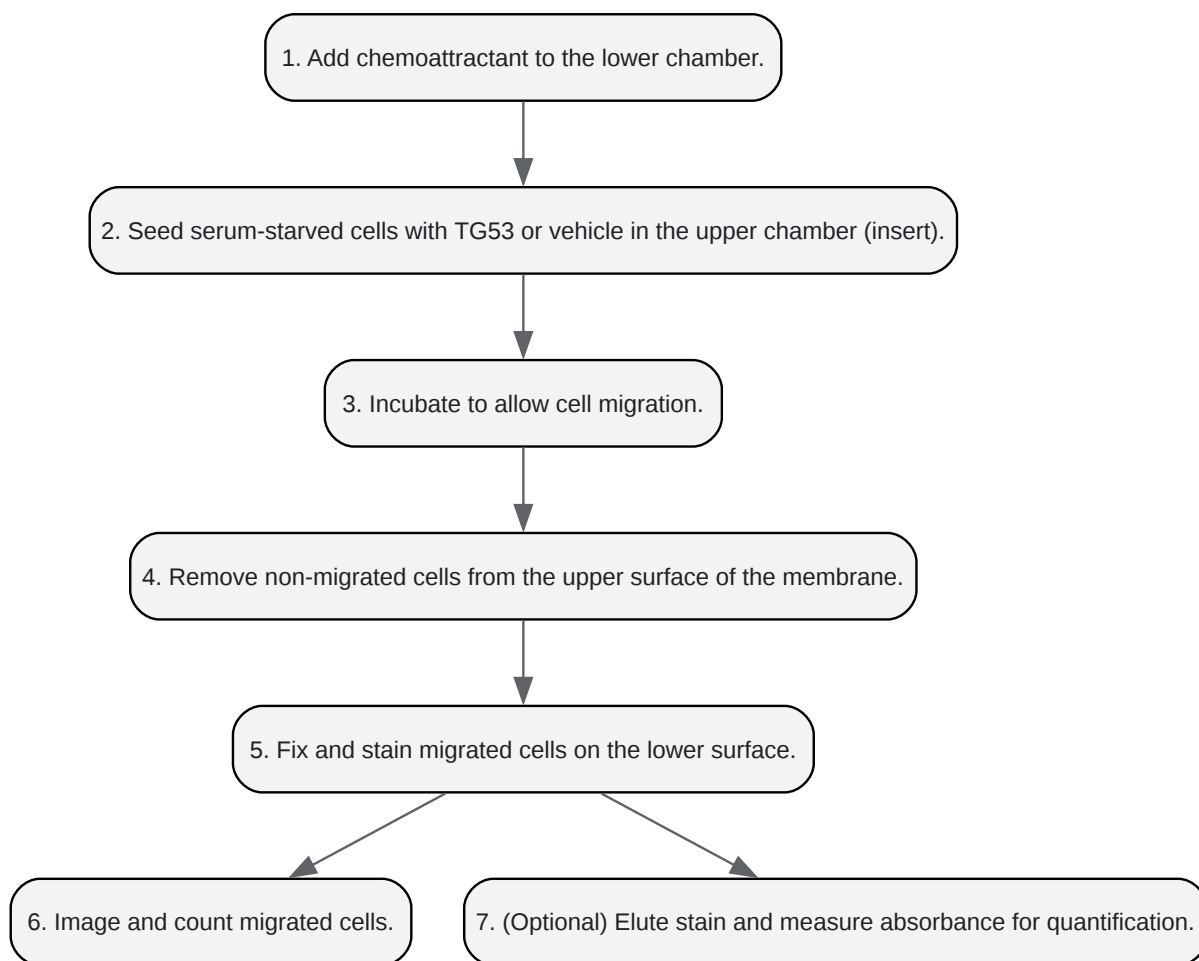 1. Add chemoattractant to the lower chamber.
2. Seed serum-starved cells with TG53 or vehicle in the upper chamber (insert).
3. Incubate to allow cell migration.
4. Remove non-migrated cells from the upper surface of the membrane.
5. Fix and stain migrated cells on the lower surface.
6. Image and count migrated cells.
7. (Optional) Elute stain and measure absorbance for quantification.